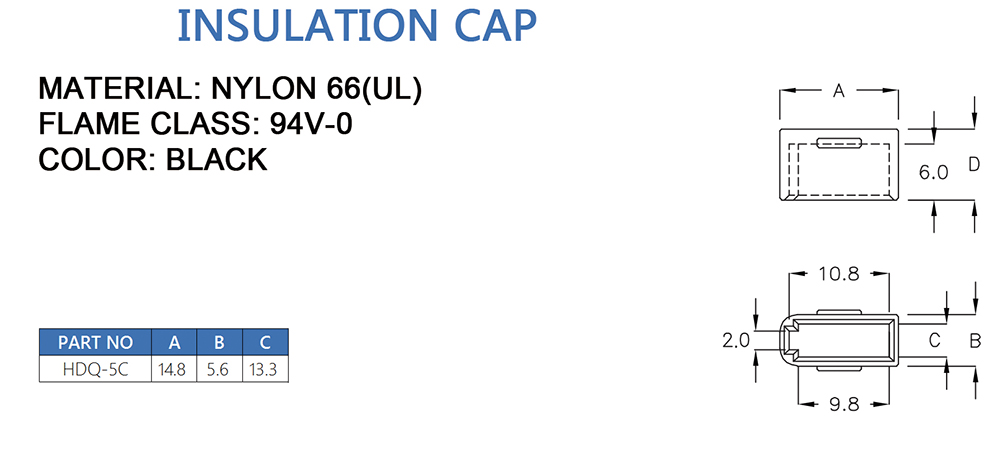 INSULATION CAP
MATERIAL: NYLON 66(UL)
FLAME CLASS: 94V-0
COLOR: BLACK
A
6.0
D
10.8
2.0
C
B
9.8
PART NO A B C
HDQ-5C 14.8 5.6 13.3